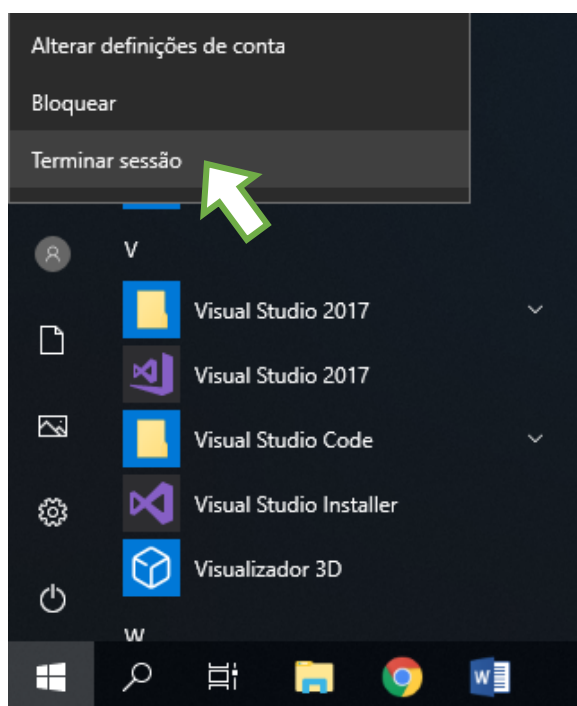 Alterar definições de conta
Bloquear
Terminar sessão
V
Visual Studio 2017
Visual Studio 2017
Visual Studio Code
Visual Studio Installer
Visualizador 3D
W
W